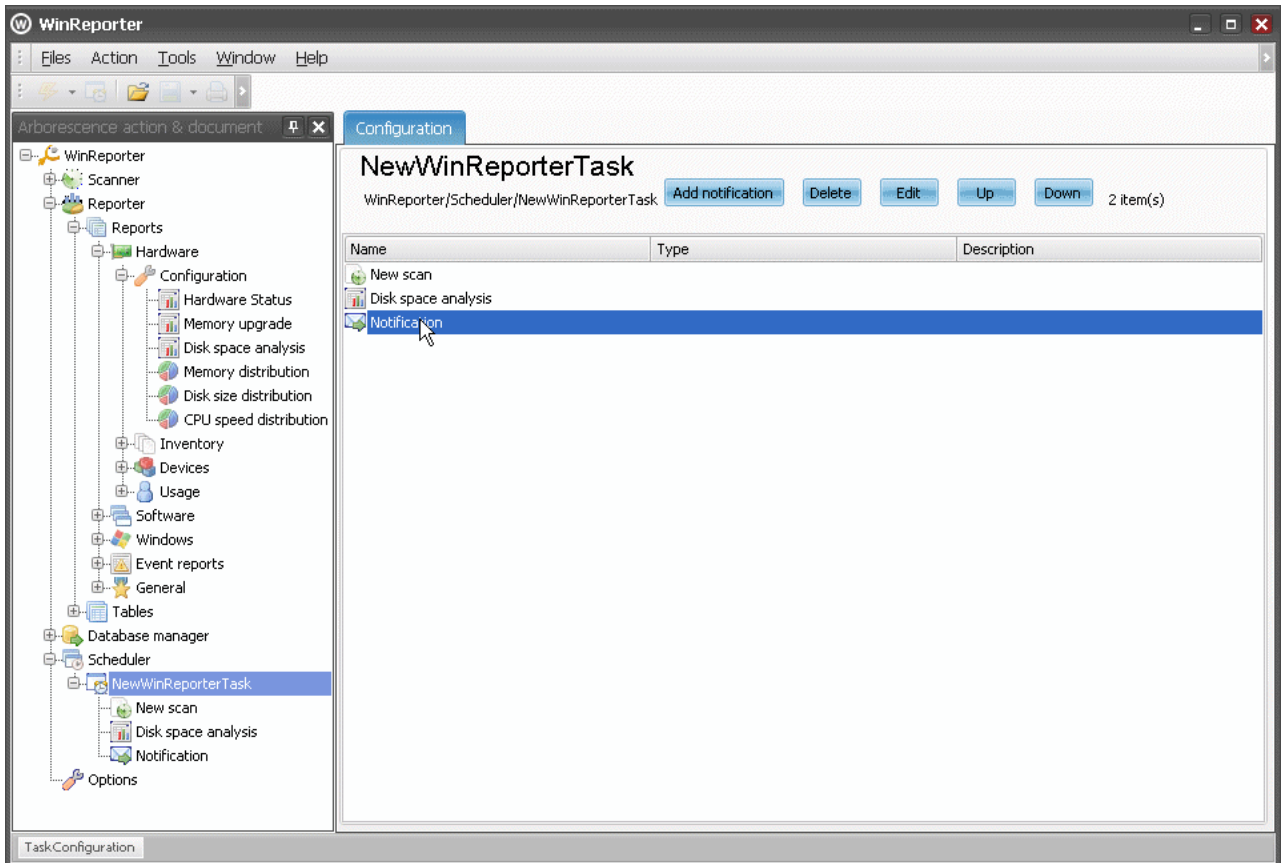 WinReporter
Files Action Tools Window Help
Arborescence action & document
WinReporter
Scanner
Reporter
Reports
Hardware
Configuration
Hardware Status
Memory upgrade
Disk space analysis
Memory distribution
Disk size distribution
CPU speed distribution
Inventory
Devices
Usage
Software
Windows
Event reports
General
Tables
Database manager
Scheduler
NewWinReporterTask
New scan
Disk space analysis
Notification
Options
Configuration
NewWinReporterTask
WinReporter/Scheduler/NewWinReporterTask Add notification Delete Edit Up Down 2 item(s)
Name Type Description
New scan
Disk space analysis
Notification
TaskConfiguration